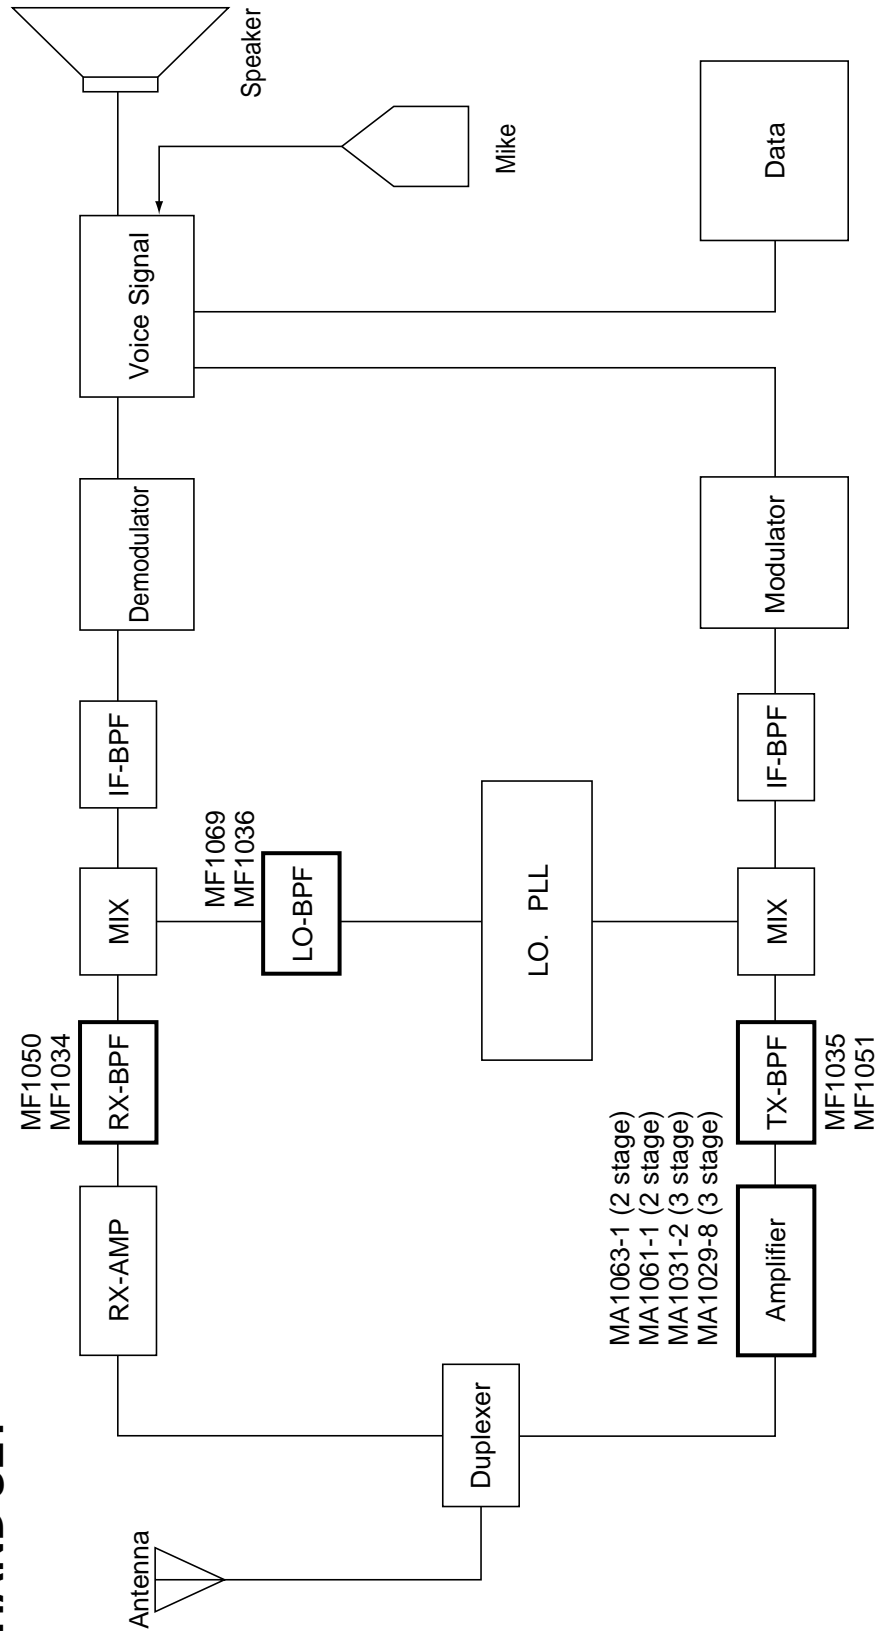 HAND SET
Antenna
Duplexer
MF1050
MF1034
RX-AMP
RX-BPF
MIX
IF-BPF
Demodulator
Voice Signal
Speaker
MF1069
MF1036
LO-BPF
Mike
LO. PLL
MA1063-1 (2 stage)
MA1061-1 (2 stage)
MA1031-2 (3 stage)
MA1029-8 (3 stage)
Amplifier
TX-BPF
MIX
IF-BPF
Modulator
Data
MF1035
MF1051